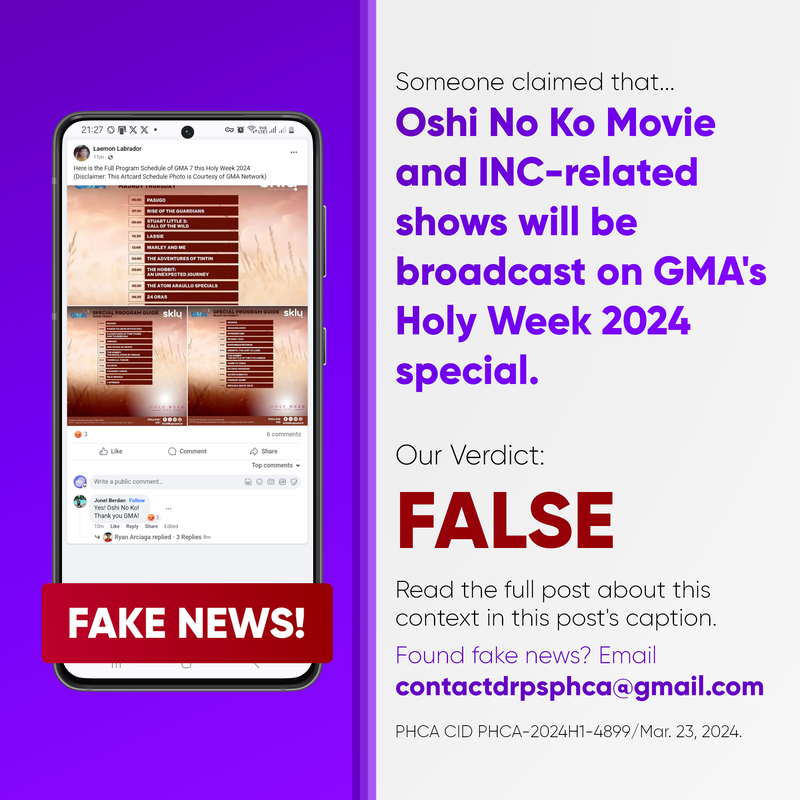 21:27
Laemon Labrador
11m
Here is the Full Program Schedule of GMA 7 this Holy Week 2024
(Disclaimer: This Artcard Schedule Photo is Courtesy of GMA Network)
MAUNDY THURSDAY
PASUGO
RISE OF THE GUARDIANS
STUART LITTLE 3:
CALL OF THE WILD
LASSIE
MARLEY AND ME
THE ADVENTURES OF TINTIN
THE HOBBIT:
AN UNEXPECTED JOURNEY
THE ATOM ARAULLO SPECIALS
24 ORAS
SPECIAL PROGRAM GUIDE skly
SPECIAL PROGRAM GUIDE skly
HOLY WEEK
HOLY WEEK
3 6 comments
Like Comment Share
Top comments
Write a public comment...
Jonel Berdan · Follow
Yes! Oshi No Ko!
Thank you GMA!
2
10m Like Reply Share Edited
Ryan Arciaga replied · 3 Replies 8m
FAKE NEWS!
Someone claimed that...
Oshi No Ko Movie
and INC-related
shows will be
broadcast on GMA's
Holy Week 2024
special.
Our Verdict:
FALSE
Read the full post about this
context in this post's caption.
Found fake news? Email
contactdrpsphca@gmail.com
PHCA CID PHCA-2024H1-4899/Mar. 23, 2024.